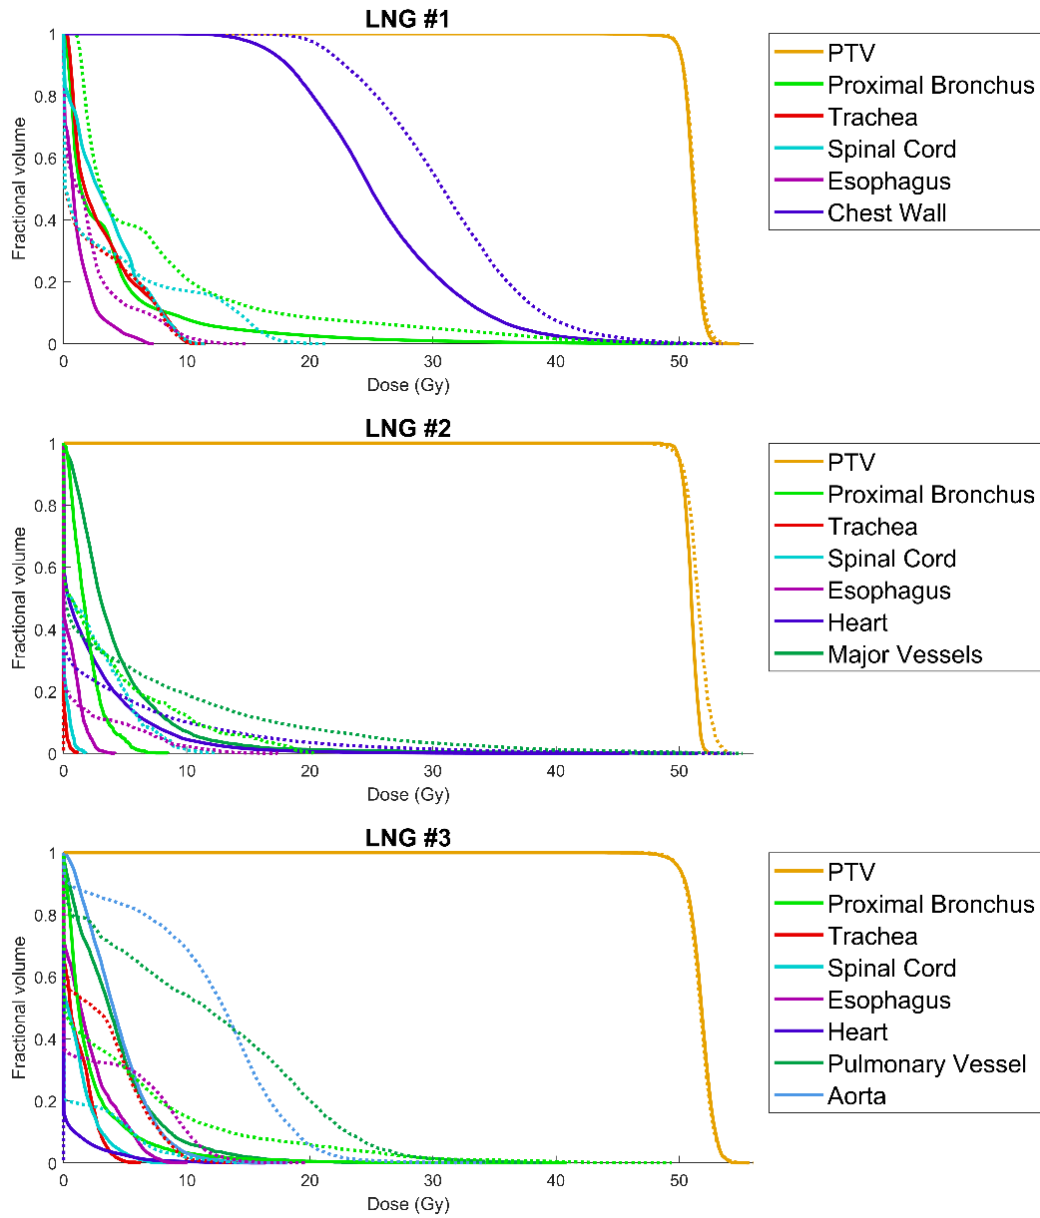 LNG #1
1
0.8
0.6
0.4
0.2
0
Fractional volume
0 10 20 30 40 50
Dose (Gy)
PTV
Proximal Bronchus
Trachea
Spinal Cord
Esophagus
Chest Wall
LNG #2
1
0.8
0.6
0.4
0.2
0
Fractional volume
0 10 20 30 40 50
Dose (Gy)
PTV
Proximal Bronchus
Trachea
Spinal Cord
Esophagus
Heart
Major Vessels
LNG #3
1
0.8
0.6
0.4
0.2
0
Fractional volume
0 10 20 30 40 50
Dose (Gy)
PTV
Proximal Bronchus
Trachea
Spinal Cord
Esophagus
Heart
Pulmonary Vessel
Aorta